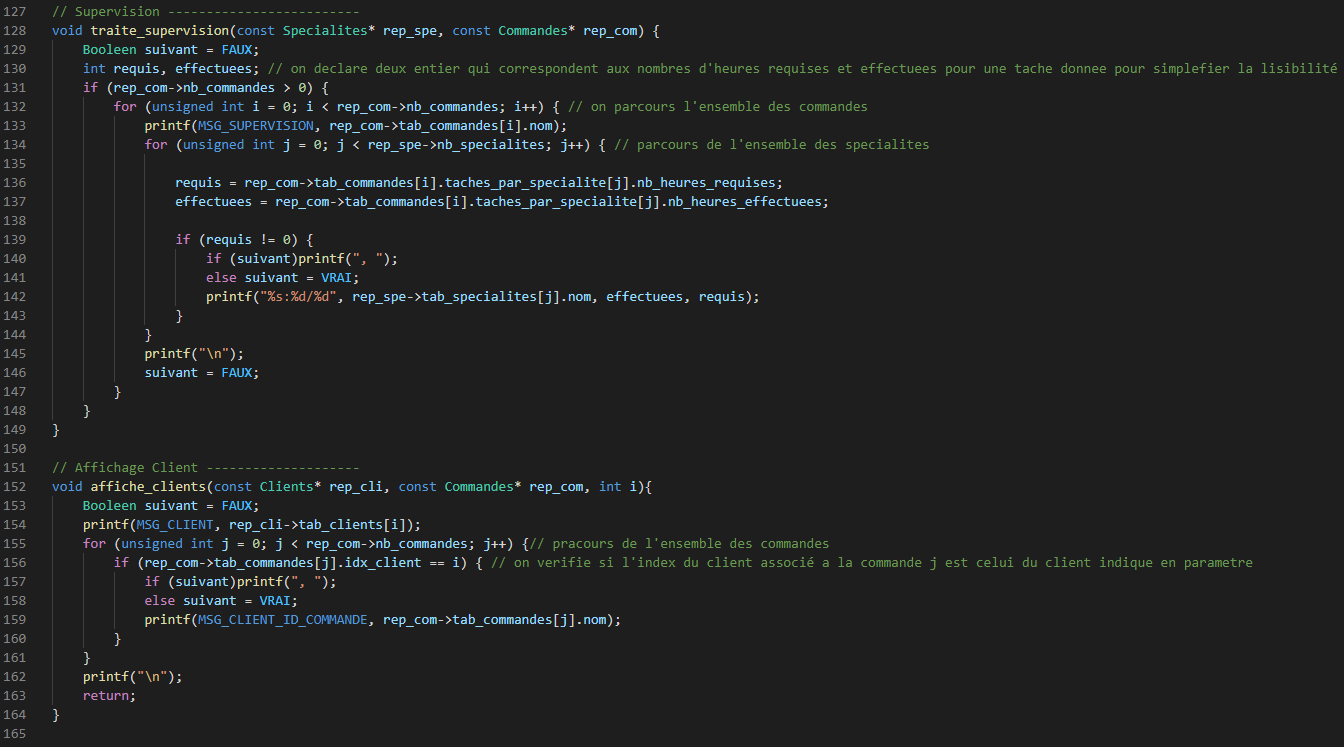 127 // Supervision -------------------------
128 void traite_supervision(const Specialites* rep_spe, const Commandes* rep_com) {
129     Booleen suivant = FAUX;
130     int requis, effectuees; // on declare deux entier qui correspondent aux nombres d'heures requises et effectuees pour une tache donnee pour simplefier la lisibilité
131     if (rep_com->nb_commandes > 0) {
132         for (unsigned int i = 0; i < rep_com->nb_commandes; i++) { // on parcours l'ensemble des commandes
133             printf(MSG_SUPERVISION, rep_com->tab_commandes[i].nom);
134             for (unsigned int j = 0; j < rep_spe->nb_specialites; j++) { // parcours de l'ensemble des specialites
135
136                 requis = rep_com->tab_commandes[i].taches_par_specialite[j].nb_heures_requises;
137                 effectuees = rep_com->tab_commandes[i].taches_par_specialite[j].nb_heures_effectuees;
138
139                 if (requis != 0) {
140                     if (suivant)printf(", ");
141                     else suivant = VRAI;
142                     printf("%s:%d/%d", rep_spe->tab_specialites[j].nom, effectuees, requis);
143                 }
144             }
145             printf("\n");
146             suivant = FAUX;
147         }
148     }
149 }
150
151 // Affichage Client --------------------
152 void affiche_clients(const Clients* rep_cli, const Commandes* rep_com, int i){
153     Booleen suivant = FAUX;
154     printf(MSG_CLIENT, rep_cli->tab_clients[i]);
155     for (unsigned int j = 0; j < rep_com->nb_commandes; j++) {// pracours de l'ensemble des commandes
156         if (rep_com->tab_commandes[j].idx_client == i) { // on verifie si l'index du client associé a la commande j est celui du client indique en parametre
157             if (suivant)printf(", ");
158             else suivant = VRAI;
159             printf(MSG_CLIENT_ID_COMMANDE, rep_com->tab_commandes[j].nom);
160         }
161     }
162     printf("\n");
163     return;
164 }
165